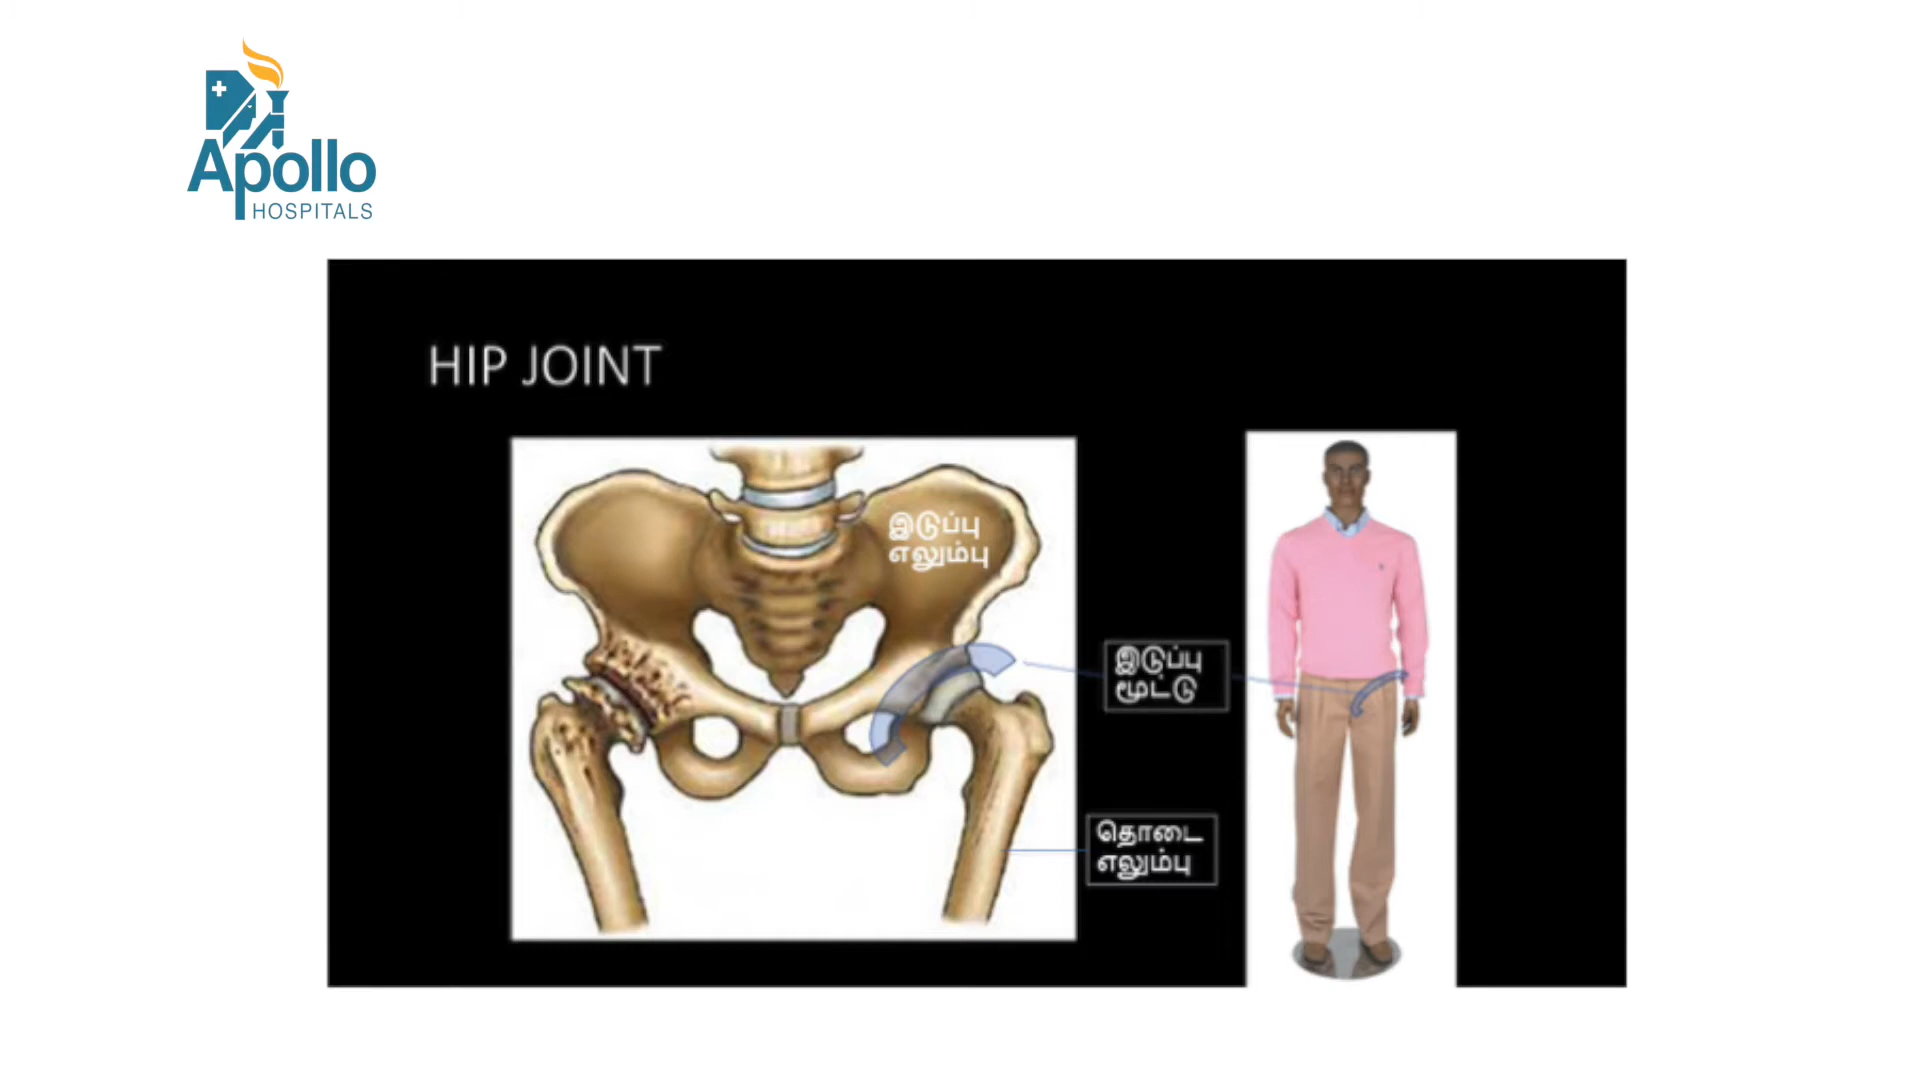 Apollo
HOSPITALS
HIP JOINT
இடுப்பு
எலும்பு
இடுப்பு
மூட்டு
தொடை
எலும்பு